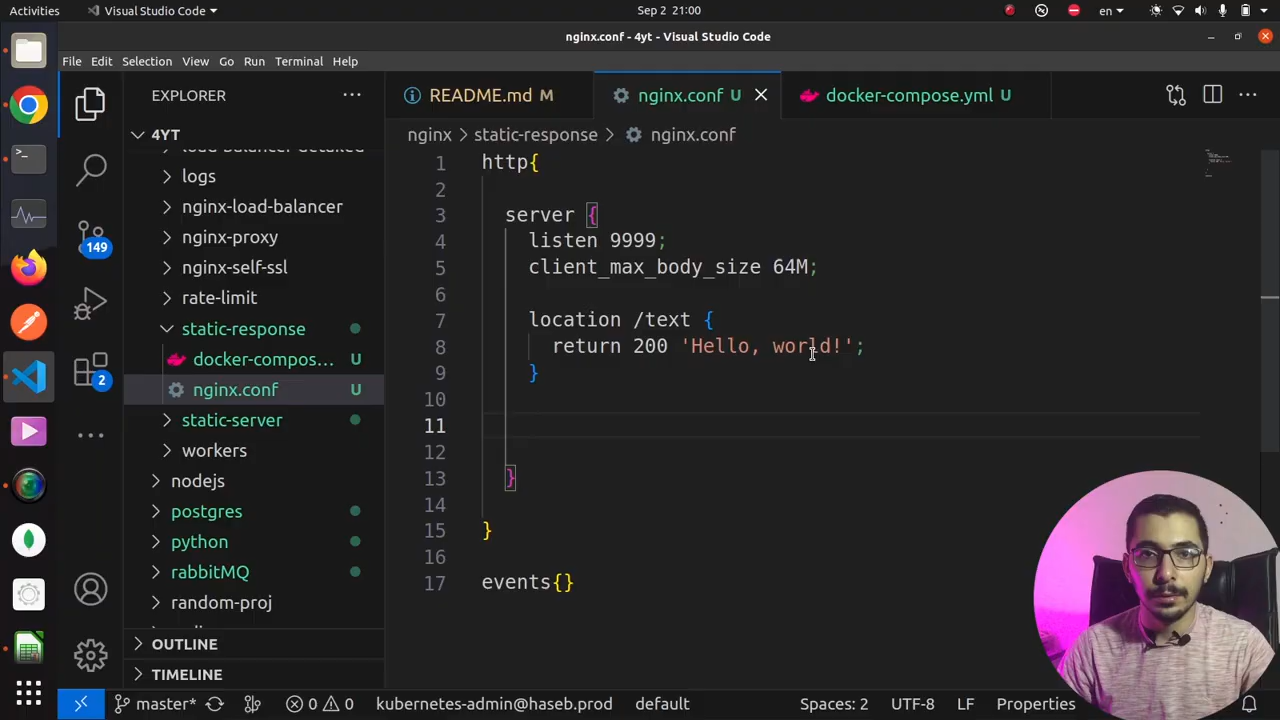 Activities
Visual Studio Code
Sep 2 21:00
en
nginx.conf - 4yt - Visual Studio Code
File Edit Selection View Go Run Terminal Help
EXPLORER
README.md M
nginx.conf U
docker-compose.yml U
nginx > static-response > nginx.conf
4YT
logs
nginx-load-balancer
nginx-proxy
nginx-self-ssl
rate-limit
static-response
docker-compos... U
nginx.conf U
static-server
workers
nodejs
postgres
python
rabbitMQ
random-proj
OUTLINE
TIMELINE
149
2
1 http{
2
3 server {
4 listen 9999;
5 client_max_body_size 64M;
6
7 location /text {
8 return 200 'Hello, world!';
9 }
10
11
12
13 }
14
15 }
16
17 events{}
master* 0 0 kubernetes-admin@haseb.prod default Spaces: 2 UTF-8 LF Properties